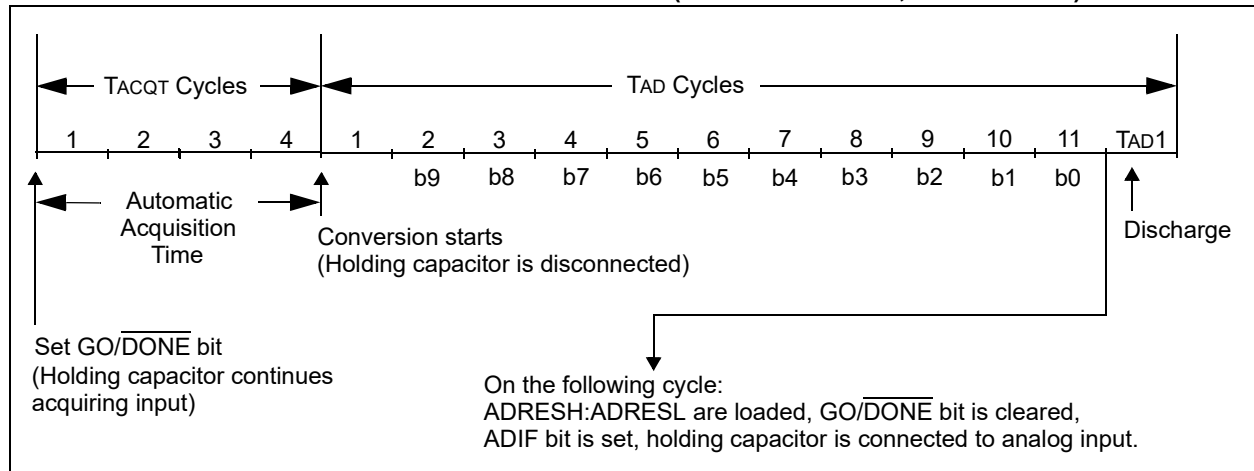 TACQT Cycles
TAD Cycles
1 2 3 4 1 2 3 4 5 6 7 8 9 10 11 TAD1
b9 b8 b7 b6 b5 b4 b3 b2 b1 b0
Automatic
Acquisition
Time
Conversion starts
(Holding capacitor is disconnected)
Discharge
Set GO/DONE bit
(Holding capacitor continues
acquiring input)
On the following cycle:
ADRESH:ADRESL are loaded, GO/DONE bit is cleared,
ADIF bit is set, holding capacitor is connected to analog input.